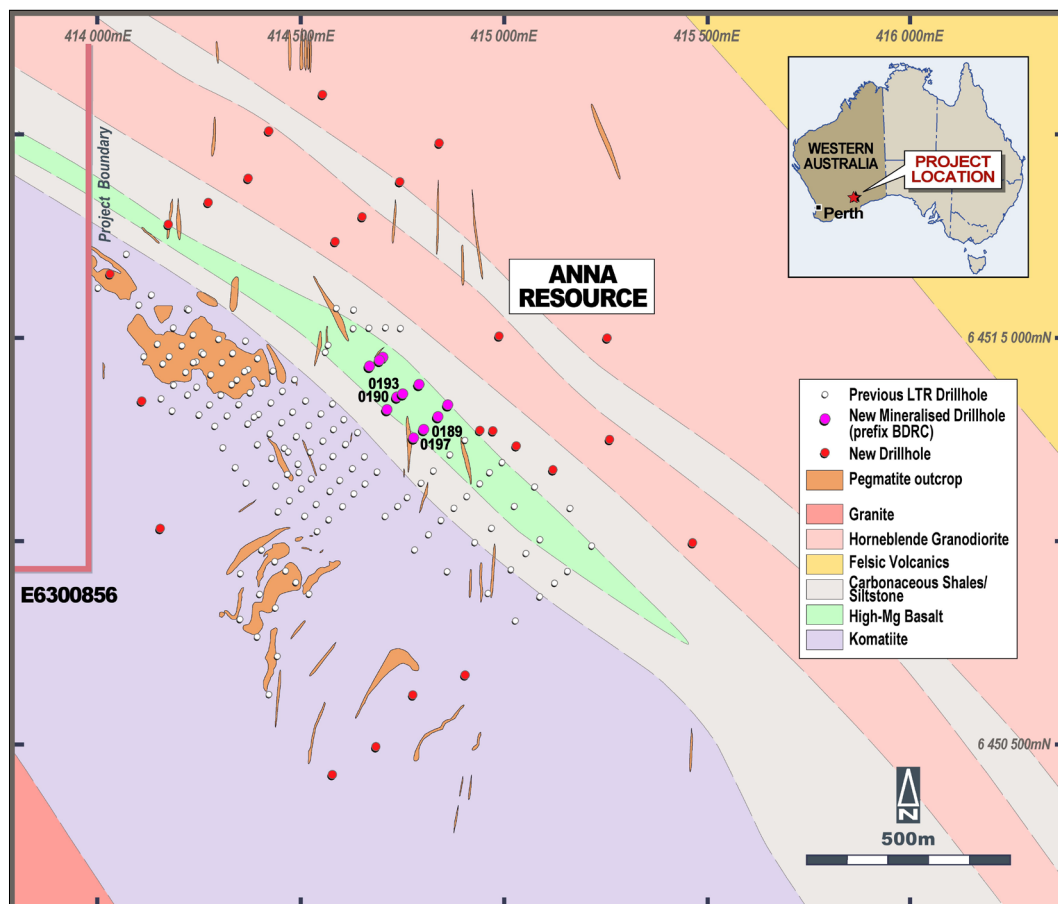 414 000mE
414 500mE
415 000mE
415 500mE
416 000mE
Project Boundary
WESTERN
AUSTRALIA
PROJECT
LOCATION
Perth
ANNA
RESOURCE
6 451 5 000mN
0193
0190
0189
0197
Previous LTR Drillhole
New Mineralised Drillhole
(prefix BDRC)
New Drillhole
Pegmatite outcrop
Granite
Horneblende Granodiorite
Felsic Volcanics
Carbonaceous Shales/
Siltstone
High-Mg Basalt
Komatiite
E6300856
6 450 500mN
N
500m